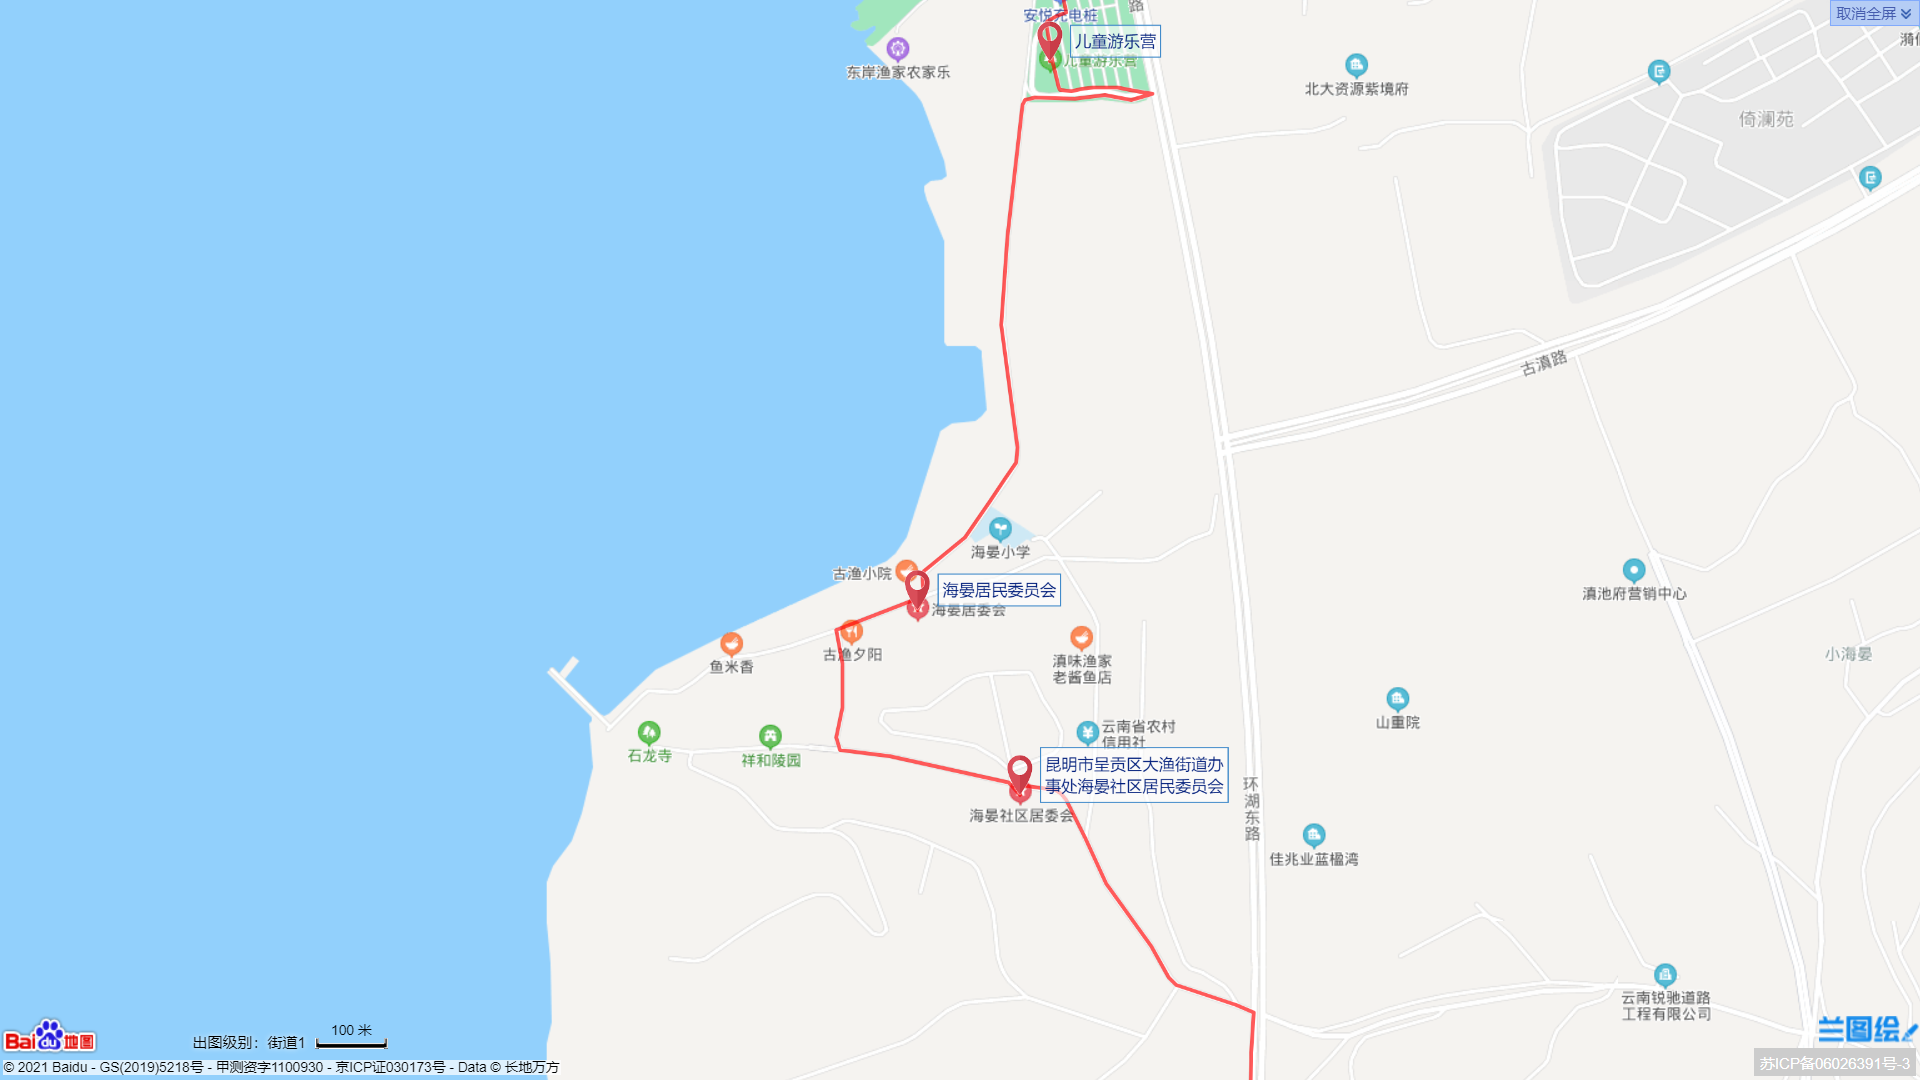 安悦充电桩
路
取消全屏
儿童游乐营
儿童游乐营
东岸渔家农家乐
北大资源紫境府
倚澜苑
古滇路
海晏小学
古渔小院
海晏居民委员会
海晏居委会
滇池府营销中心
古渔夕阳
鱼米香
滇味渔家
老酱鱼店
小海晏
山重院
云南省农村
信用社
石龙寺
祥和陵园
昆明市呈贡区大渔街道办
事处海晏社区居民委员会
海晏社区居委会
环湖东路
佳兆业蓝楹湾
云南锐驰道路
工程有限公司
Bai du 地图
出图级别：街道1
100 米
兰图绘
© 2021 Baidu - GS(2019)5218号 - 甲测资字1100930 - 京ICP证030173号 - Data © 长地万方
苏ICP备06026391号-3